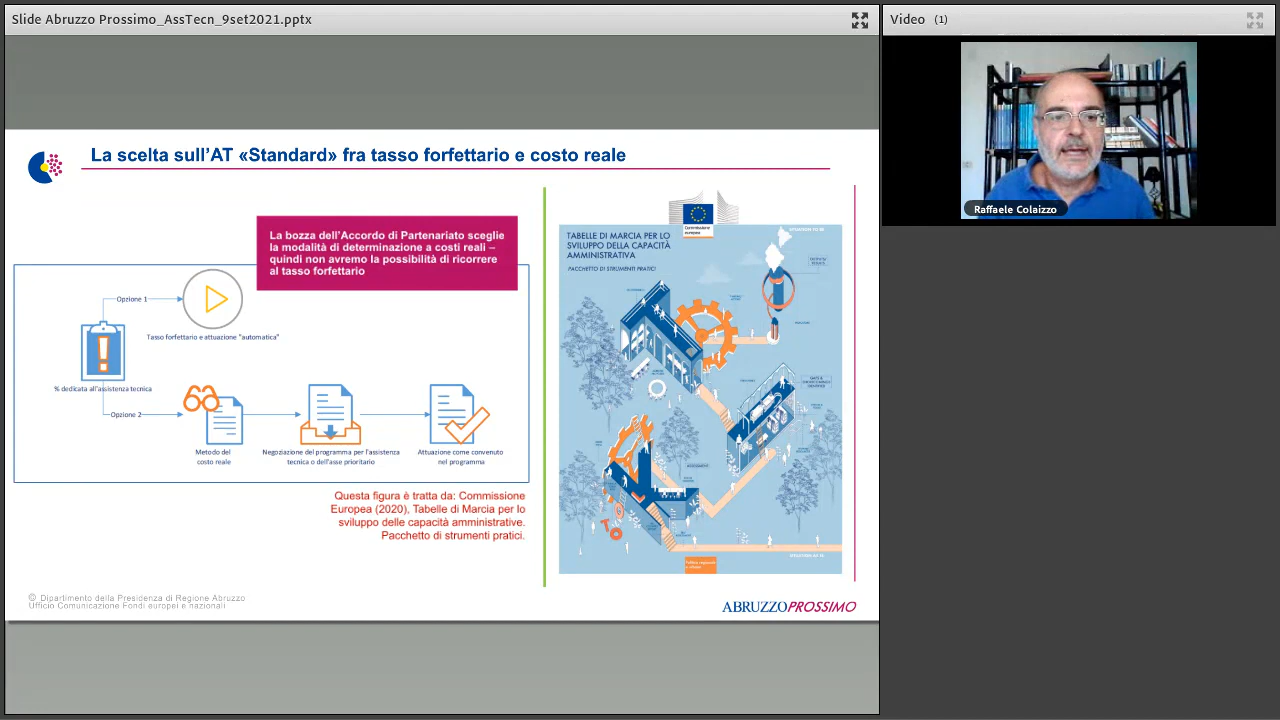 Slide Abruzzo Prossimo_AssTecn_9set2021.pptx
Video (1)
Raffaele Colaizzo
La scelta sull'AT «Standard» fra tasso forfettario e costo reale
La bozza dell'Accordo di Partenariato sceglie
la modalità di determinazione a costi reali –
quindi non avremo la possibilità di ricorrere
al tasso forfettario
Opzione 1
Tasso forfettario e attuazione "automatica"
% dedicata all'assistenza tecnica
Opzione 2
Metodo del
costo reale
Negoziazione del programma per l'assistenza
tecnica o dell'asse prioritario
Attuazione come convenuto
nel programma
Questa figura è tratta da: Commissione
Europea (2020), Tabelle di Marcia per lo
sviluppo delle capacità amministrative.
Pacchetto di strumenti pratici.
Commissione
europea
TABELLE DI MARCIA PER LO
SVILUPPO DELLA CAPACITÀ
AMMINISTRATIVA
PACCHETTO DI STRUMENTI PRATICI
© Dipartimento della Presidenza di Regione Abruzzo
Ufficio Comunicazione Fondi europei e nazionali
ABRUZZOPROSSIMO